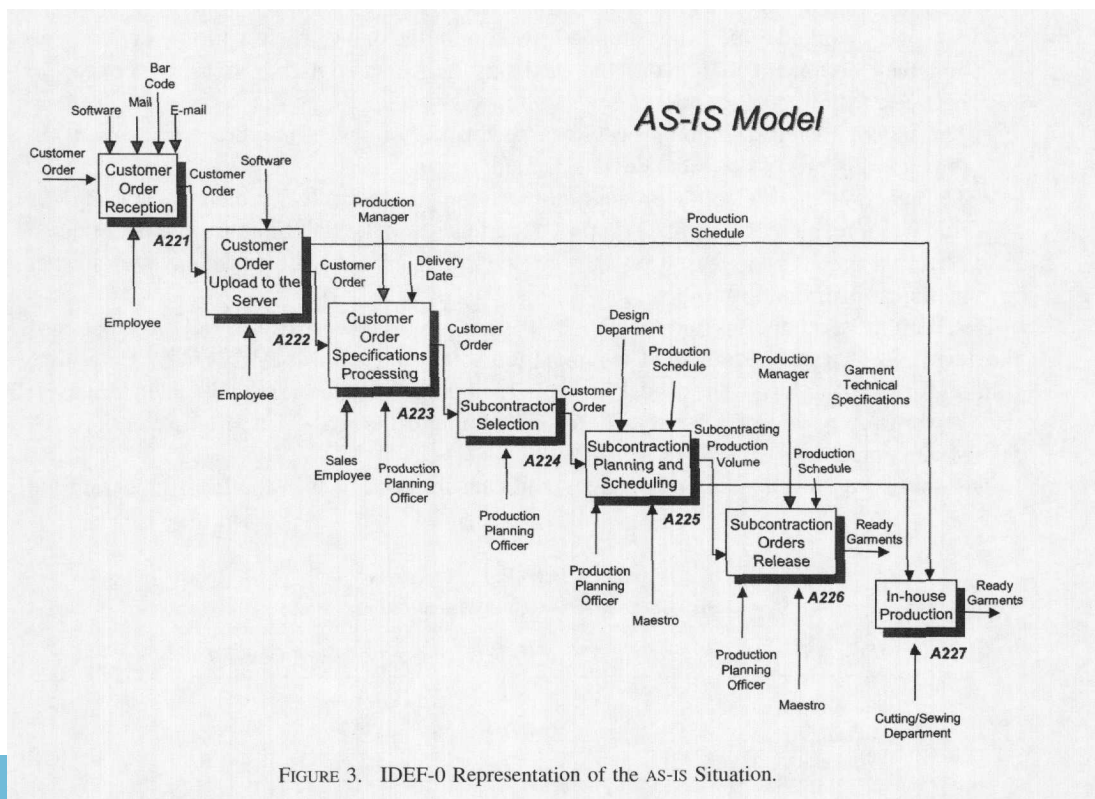 AS-IS Model
Bar
Code
Software
Mail
E-mail
Customer
Order
Customer
Order
Reception
A221
Customer
Order
Employee
Software
Customer
Order
Upload to the
Server
A222
Customer
Order
Employee
Production
Schedule
Production
Manager
Delivery
Date
Customer
Order
Specifications
Processing
A223
Customer
Order
Sales
Employee
Production
Planning
Officer
Subcontractor
Selection
A224
Customer
Order
Production
Planning
Officer
Design
Department
Production
Schedule
Subcontraction
Planning and
Scheduling
A225
Subcontracting
Production
Volume
Production
Planning
Officer
Maestro
Production
Manager
Garment
Technical
Specifications
Production
Schedule
Subcontraction
Orders
Release
A226
Ready
Garments
Production
Planning
Officer
Maestro
In-house
Production
A227
Ready
Garments
Cutting/Sewing
Department
FIGURE 3. IDEF-0 Representation of the AS-IS Situation.